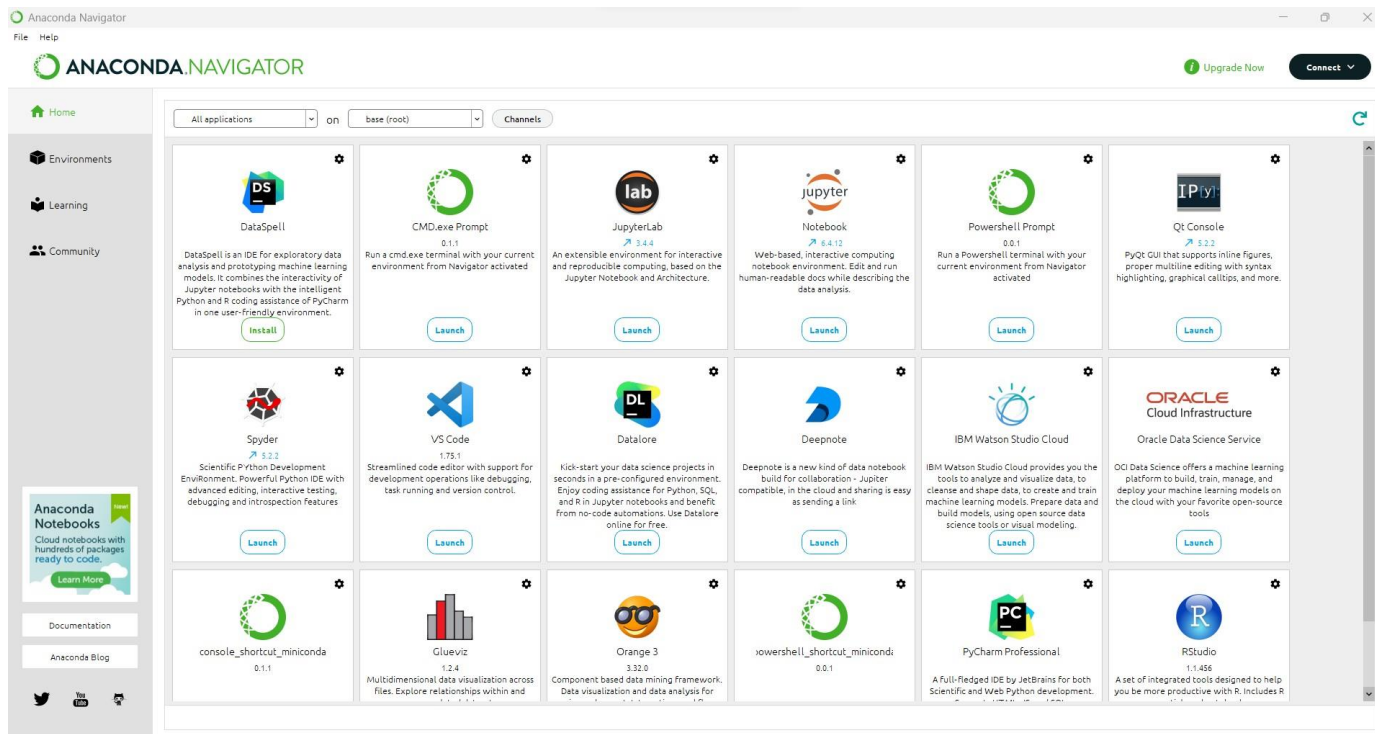 Anaconda Navigator
File Help
ANACONDA.NAVIGATOR
i Upgrade Now
Connect
Home
Environments
Learning
Community
All applications on base (root) Channels
DS
DataSpell
DataSpell is an IDE for exploratory data
analysis and prototyping machine learning
models. It combines the interactivity of
Jupyter notebooks with the intelligent
Python and R coding assistance of PyCharm
in one user-friendly environment.
Install
CMD.exe Prompt
0.1.1
Run a cmd.exe terminal with your current
environment from Navigator activated
Launch
lab
JupyterLab
3.4.4
An extensible environment for interactive
and reproducible computing, based on the
Jupyter Notebook and Architecture.
Launch
jupyter
Notebook
6.4.12
Web-based, interactive computing
notebook environment. Edit and run
human-readable docs while describing the
data analysis.
Launch
Powershell Prompt
0.0.1
Run a Powershell terminal with your
current environment from Navigator
activated
Launch
IP[y]:
Qt Console
5.2.2
PyQt GUI that supports inline figures,
proper multiline editing with syntax
highlighting, graphical calltips, and more.
Launch
Spyder
5.2.2
Scientific PYthon Development
EnviRonment. Powerful Python IDE with
advanced editing, interactive testing,
debugging and introspection features
Launch
VS Code
1.75.1
Streamlined code editor with support for
development operations like debugging,
task running and version control.
Launch
DL
Datalore
Kick-start your data science projects in
seconds in a pre-configured environment.
Enjoy coding assistance for Python, SQL,
and R in Jupyter notebooks and benefit
from no-code automations. Use Datalore
online for free.
Launch
Deepnote
Deepnote is a new kind of data notebook
build for collaboration - Jupiter
compatible, in the cloud and sharing is easy
as sending a link
Launch
IBM Watson Studio Cloud
IBM Watson Studio Cloud provides you the
tools to analyze and visualize data, to
cleanse and shape data, to create and train
machine learning models. Prepare data and
build models, using open source data
science tools or visual modeling.
Launch
ORACLE
Cloud Infrastructure
Oracle Data Science Service
OCI Data Science offers a machine learning
platform to build, train, manage, and
deploy your machine learning models on
the cloud with your favorite open-source
tools
Launch
console_shortcut_miniconda
0.1.1
Glueviz
1.2.4
Multidimensional data visualization across
files. Explore relationships within and
Orange 3
3.32.0
Component based data mining framework.
Data visualization and data analysis for
powershell_shortcut_miniconda
0.0.1
PC
PyCharm Professional
A full-fledged IDE by JetBrains for both
Scientific and Web Python development.
R
RStudio
1.1.456
A set of integrated tools designed to help
you be more productive with R. Includes R
Anaconda
Notebooks
New!
Cloud notebooks with
hundreds of packages
ready to code.
Learn More
Documentation
Anaconda Blog
You
Tube